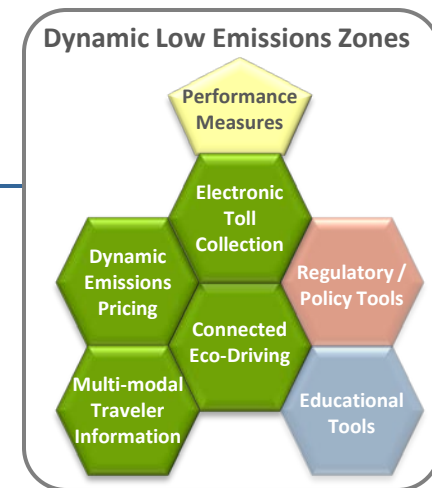 Dynamic Low Emissions Zones
Performance
Measures
Electronic
Toll
Collection
Dynamic
Emissions
Pricing
Regulatory /
Policy Tools
Connected
Eco-Driving
Multi-modal
Traveler
Information
Educational
Tools